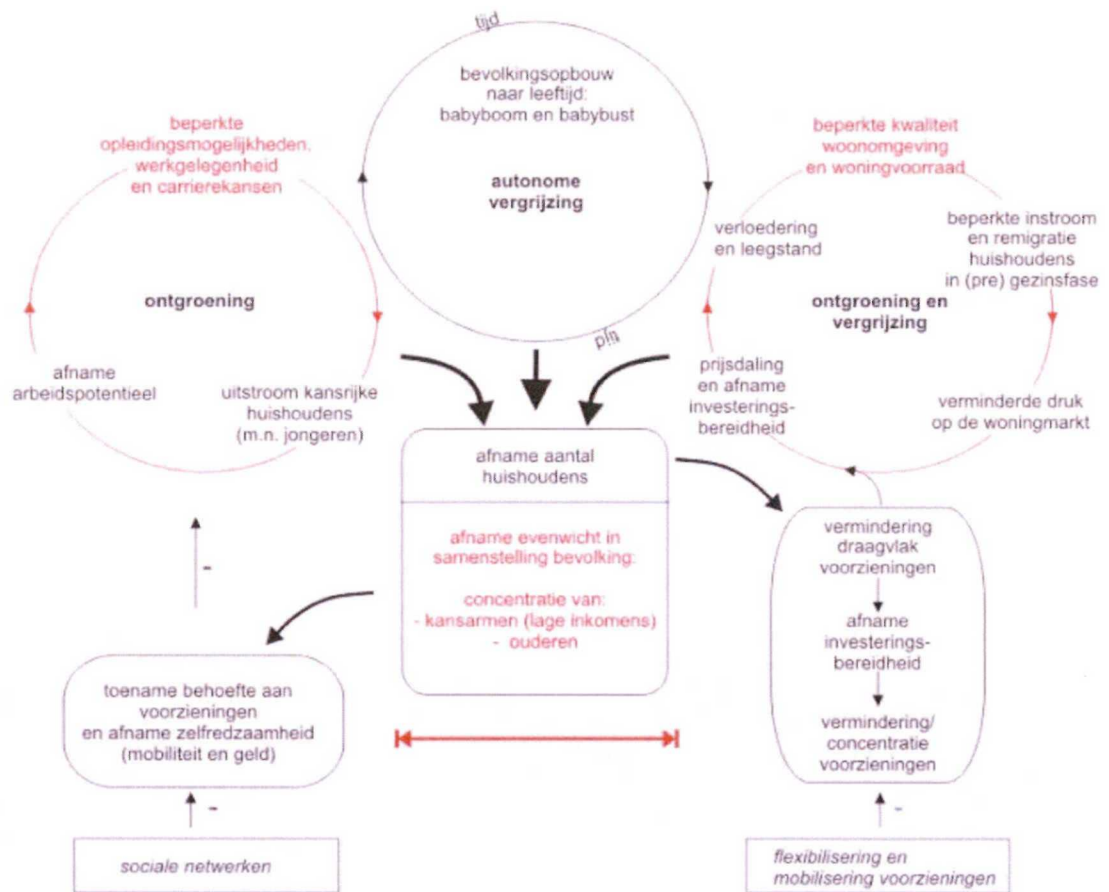 tijd
bevolkingsopbouw
naar leeftijd:
babyboom en babybust
autonome
vergrijzing
tijd
beperkte
opleidingsmogelijkheden,
werkgelegenheid
en carrierekansen
ontgroening
afname
arbeidspotentieel
uitstroom kansrijke
huishoudens
(m.n. jongeren)
beperkte kwaliteit
woonomgeving
en woningvoorraad
verloedering
en leegstand
beperkte instroom
en remigratie
huishoudens
in (pre) gezinsfase
ontgroening en
vergrijzing
prijsdaling
en afname
investerings-
bereidheid
verminderde druk
op de woningmarkt
afname aantal
huishoudens
afname evenwicht in
samenstelling bevolking:
concentratie van:
- kansarmen (lage inkomens)
- ouderen
vermindering
draagvlak
voorzieningen
afname
investerings-
bereidheid
vermindering/
concentratie
voorzieningen
-
toename behoefte aan
voorzieningen
en afname zelfredzaamheid
(mobiliteit en geld)
-
sociale netwerken
-
flexibilisering en
mobilisering voorzieningen